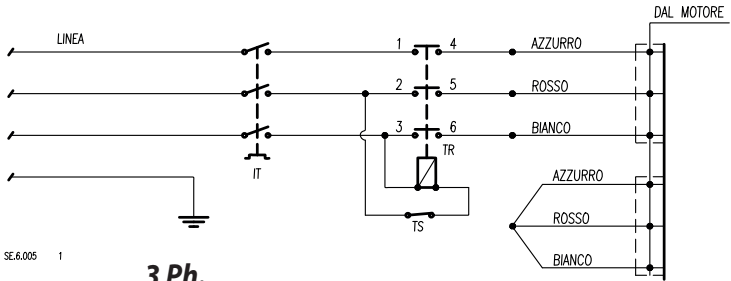 DAL MOTORE
LINEA
1 4 AZZURRO
2 5 ROSSO
3 6 BIANCO
TR
IT
AZZURRO
TS
ROSSO
BIANCO
SE.6.005 1
3 Ph.